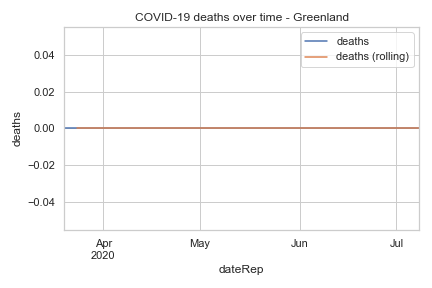 COVID-19 deaths over time - Greenland
deaths
deaths (rolling)
0.04
0.02
0.00
−0.02
−0.04
deaths
Apr
2020
May
Jun
Jul
dateRep